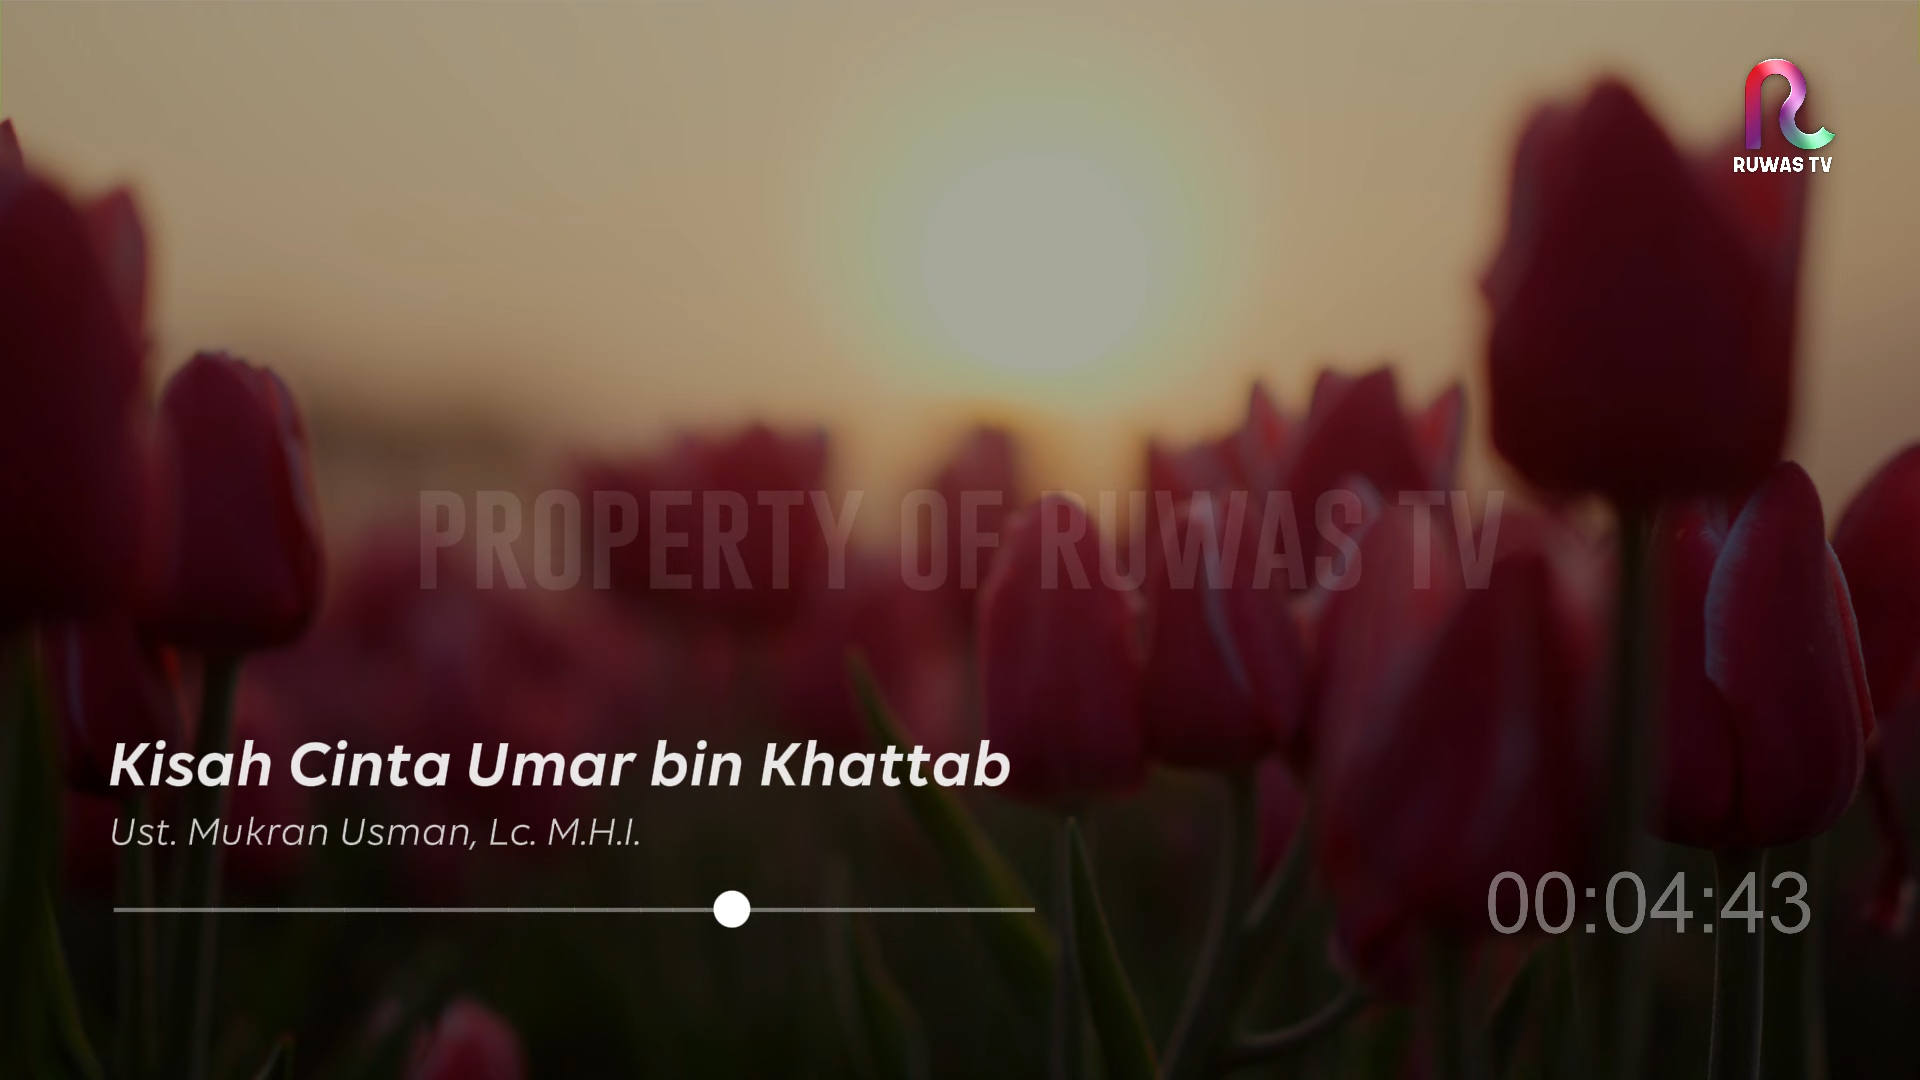 RUWAS TV
PROPERTY OF RUWAS TV
Kisah Cinta Umar bin Khattab
Ust. Mukran Usman, Lc. M.H.I.
00:04:43